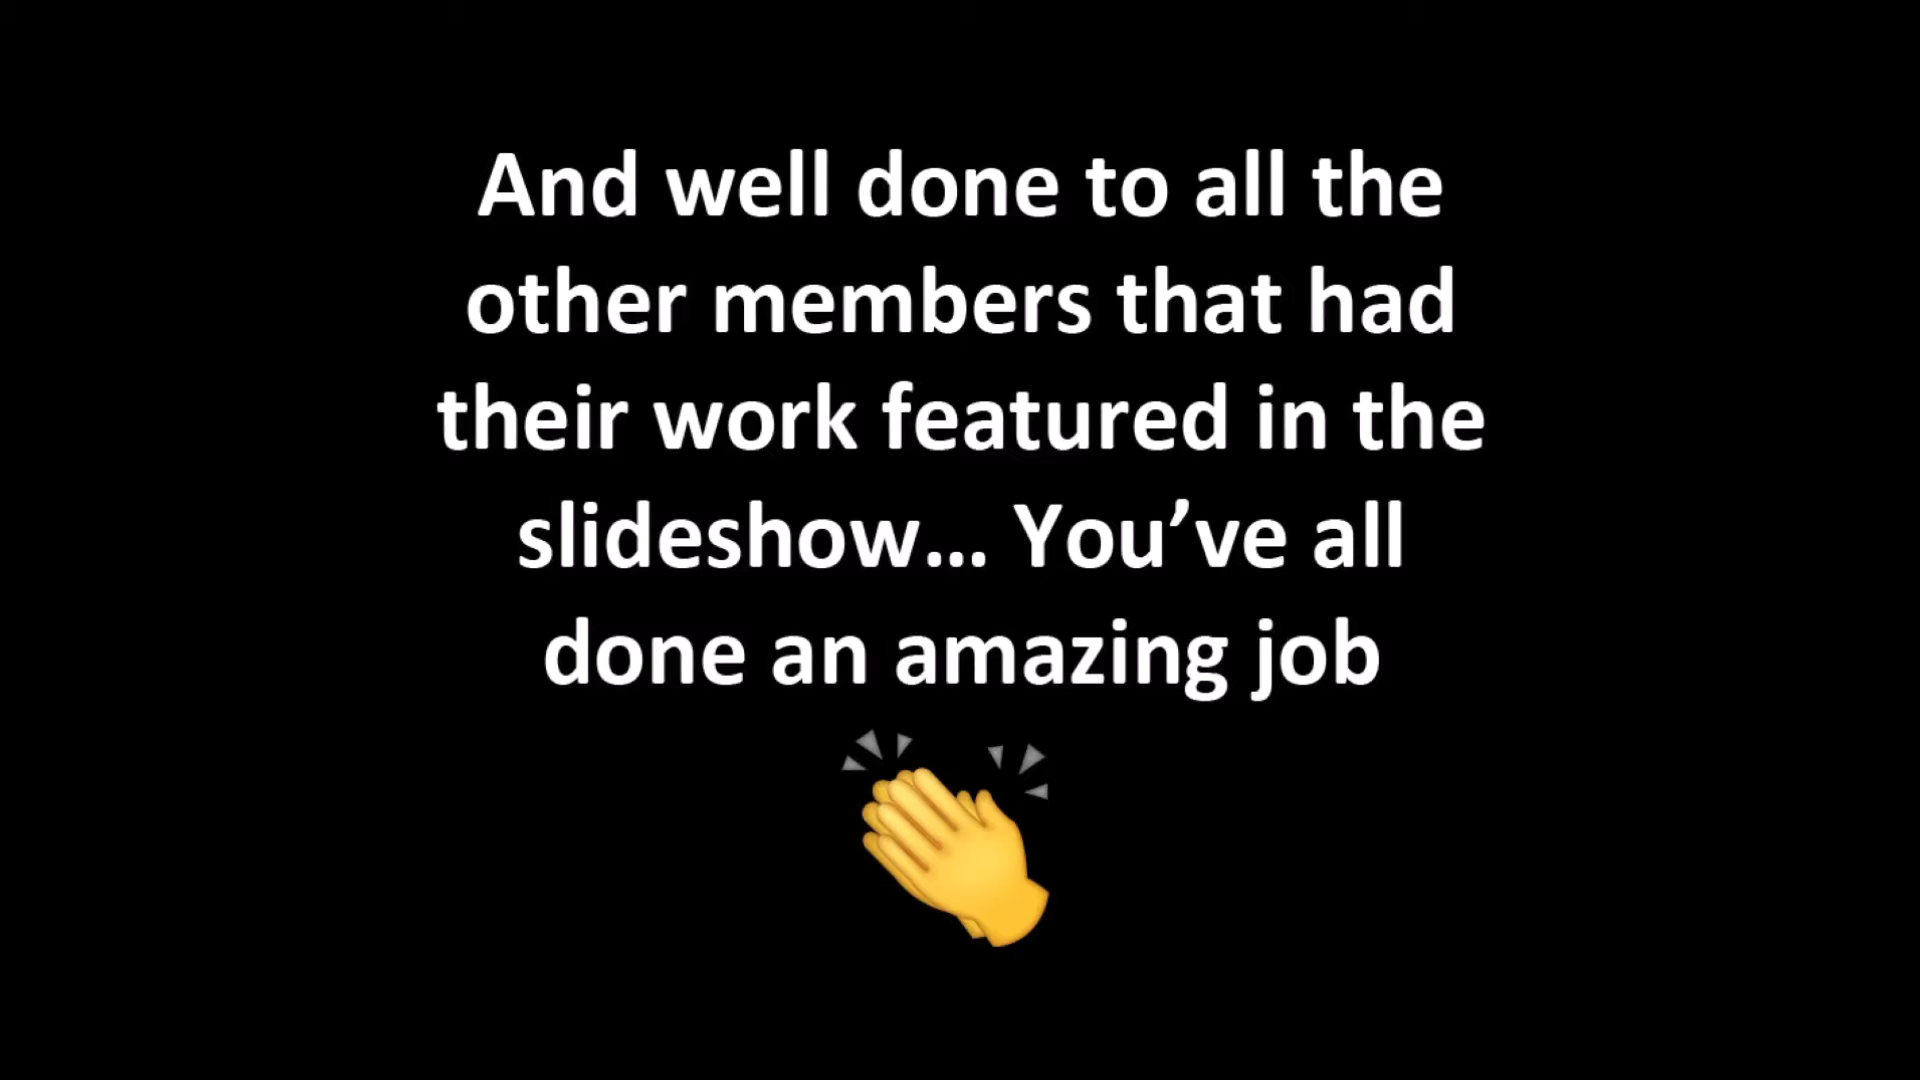 And well done to all the
other members that had
their work featured in the
slideshow... You’ve all
done an amazing job